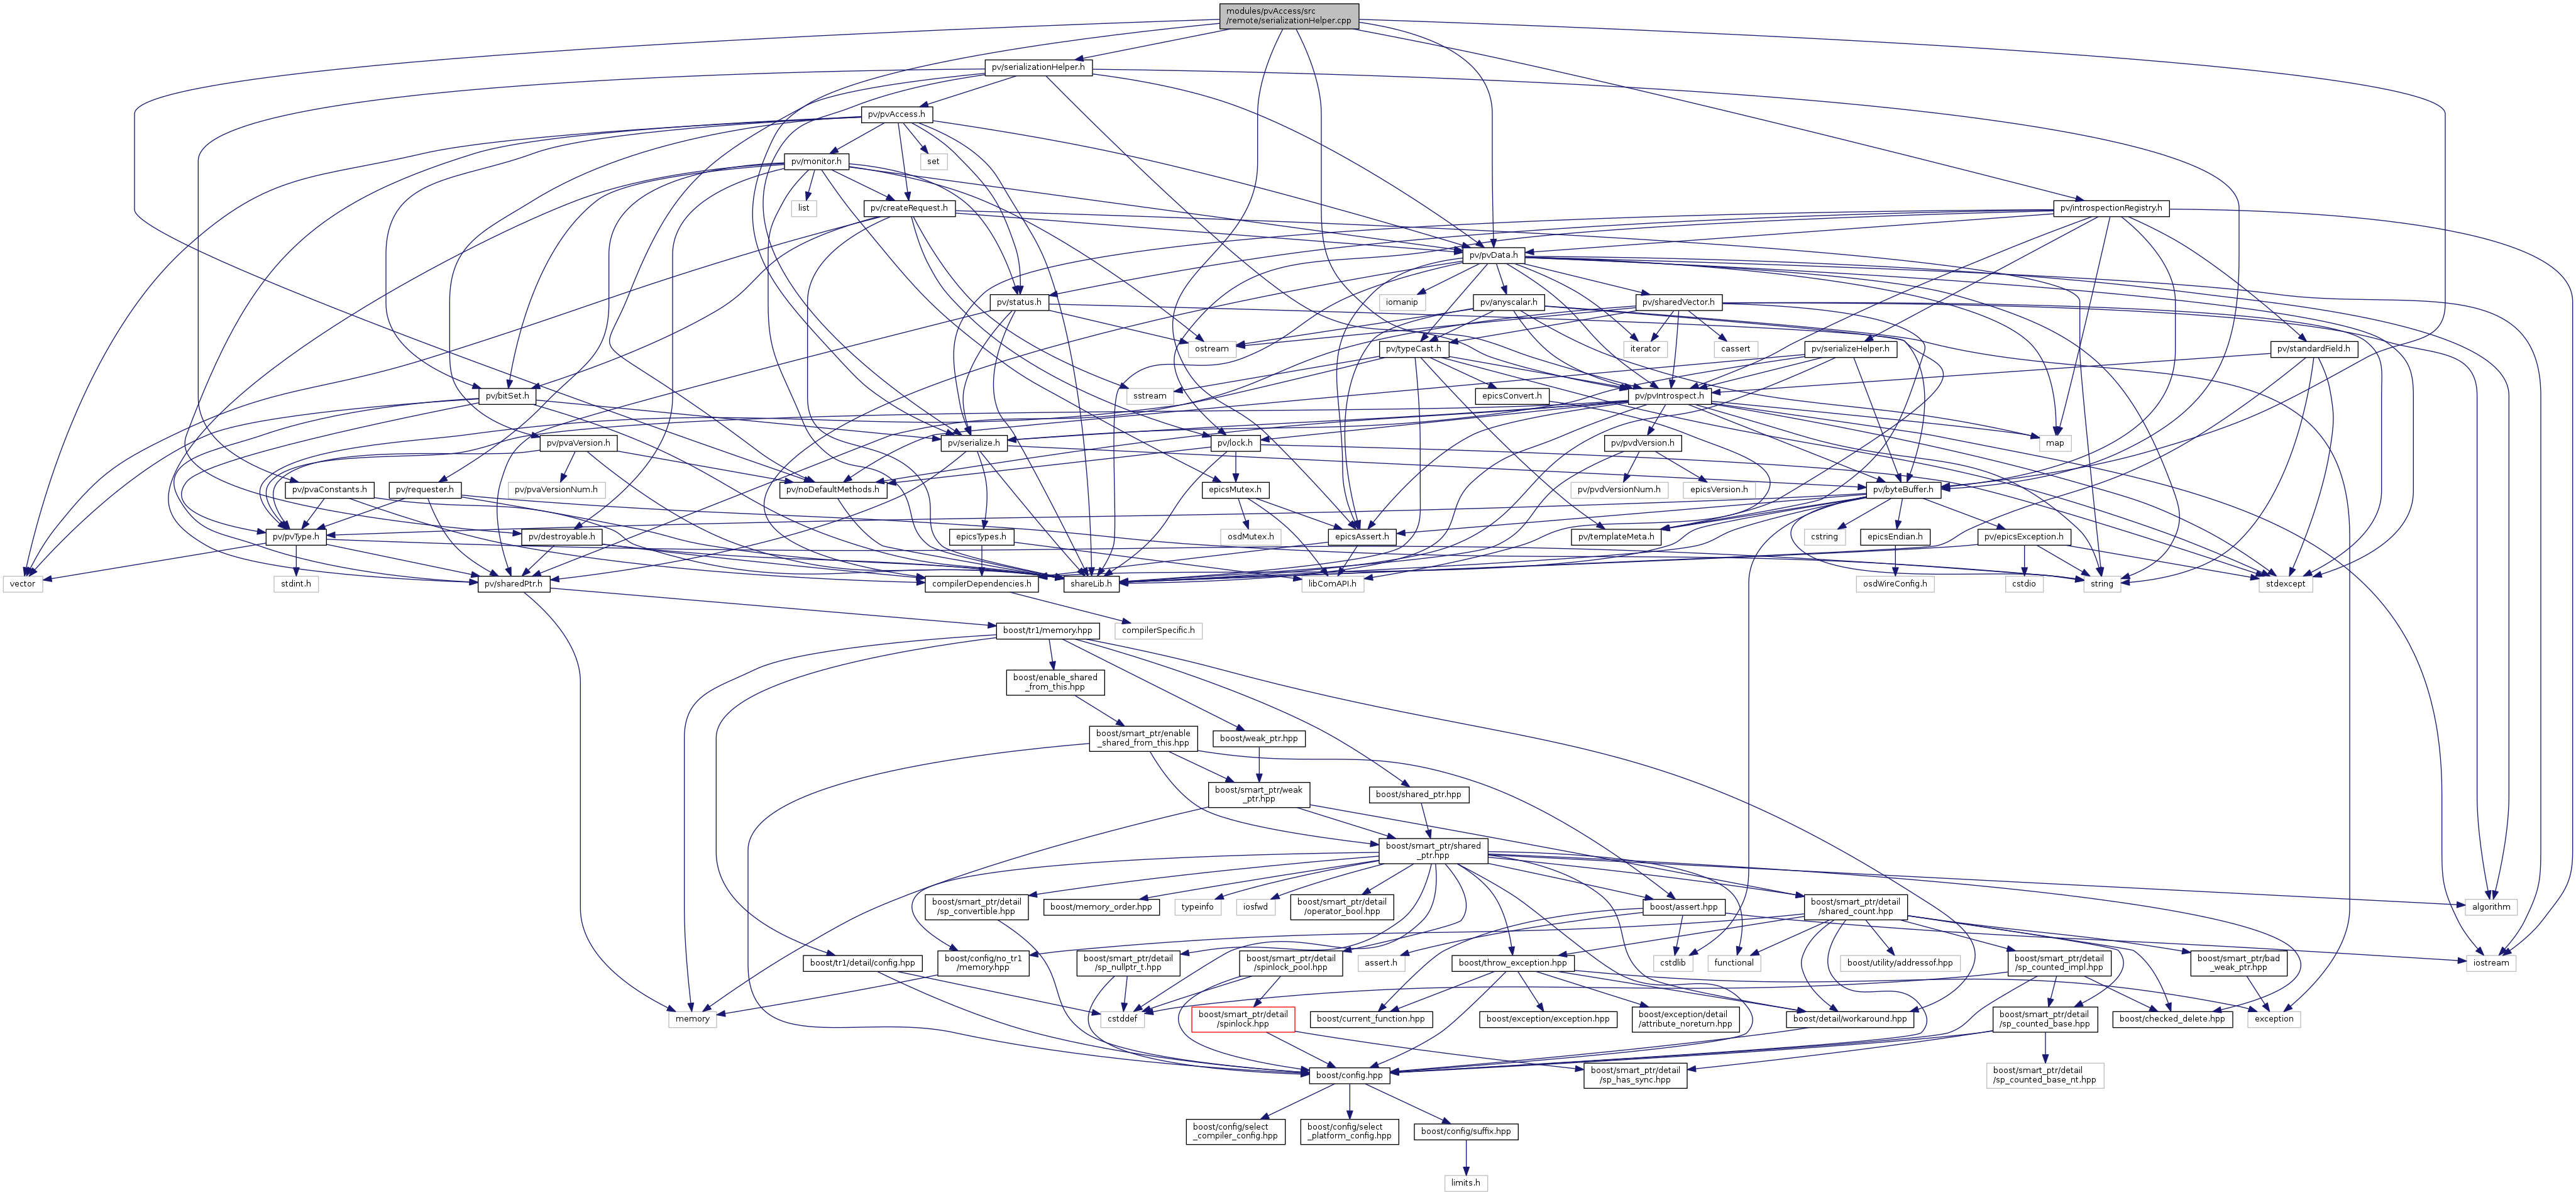 modules/pvAccess/src
/remote/serializationHelper.cpp
pv/serializationHelper.h
pv/pvAccess.h
pv/monitor.h
set
list
pv/createRequest.h
pv/introspectionRegistry.h
pv/pvData.h
pv/status.h
iomanip
pv/anyscalar.h
pv/sharedVector.h
ostream
pv/typeCast.h
iterator
cassert
pv/serializeHelper.h
pv/standardField.h
pv/bitSet.h
sstream
epicsConvert.h
pv/pvIntrospect.h
pv/pvaVersion.h
pv/serialize.h
pv/lock.h
pv/pvdVersion.h
map
pv/pvaConstants.h
pv/requester.h
pv/pvaVersionNum.h
pv/noDefaultMethods.h
epicsMutex.h
pv/pvdVersionNum.h
epicsVersion.h
pv/byteBuffer.h
pv/pvType.h
pv/destroyable.h
epicsTypes.h
osdMutex.h
epicsAssert.h
pv/templateMeta.h
cstring
epicsEndian.h
pv/epicsException.h
vector
stdint.h
pv/sharedPtr.h
compilerDependencies.h
shareLib.h
libComAPI.h
osdWireConfig.h
cstdio
string
stdexcept
boost/tr1/memory.hpp
compilerSpecific.h
boost/enable_shared
_from_this.hpp
boost/smart_ptr/enable
_shared_from_this.hpp
boost/weak_ptr.hpp
boost/smart_ptr/weak
_ptr.hpp
boost/shared_ptr.hpp
boost/smart_ptr/shared
_ptr.hpp
boost/smart_ptr/detail
/sp_convertible.hpp
boost/memory_order.hpp
typeinfo
iosfwd
boost/smart_ptr/detail
/operator_bool.hpp
boost/assert.hpp
boost/smart_ptr/detail
/shared_count.hpp
algorithm
boost/tr1/detail/config.hpp
boost/config/no_tr1
/memory.hpp
boost/smart_ptr/detail
/sp_nullptr_t.hpp
boost/smart_ptr/detail
/spinlock_pool.hpp
assert.h
boost/throw_exception.hpp
cstdlib
functional
boost/utility/addressof.hpp
boost/smart_ptr/detail
/sp_counted_impl.hpp
boost/smart_ptr/bad
_weak_ptr.hpp
iostream
memory
cstddef
boost/smart_ptr/detail
/spinlock.hpp
boost/current_function.hpp
boost/exception/exception.hpp
boost/exception/detail
/attribute_noreturn.hpp
boost/detail/workaround.hpp
boost/smart_ptr/detail
/sp_counted_base.hpp
boost/checked_delete.hpp
exception
boost/config.hpp
boost/smart_ptr/detail
/sp_has_sync.hpp
boost/smart_ptr/detail
/sp_counted_base_nt.hpp
boost/config/select
_compiler_config.hpp
boost/config/select
_platform_config.hpp
boost/config/suffix.hpp
limits.h